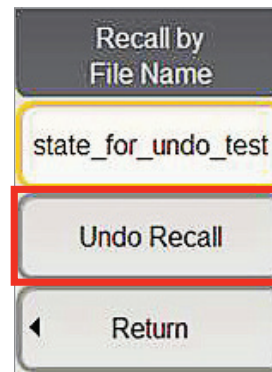 Recall by
File Name
state_for_undo_test
Undo Recall
Return